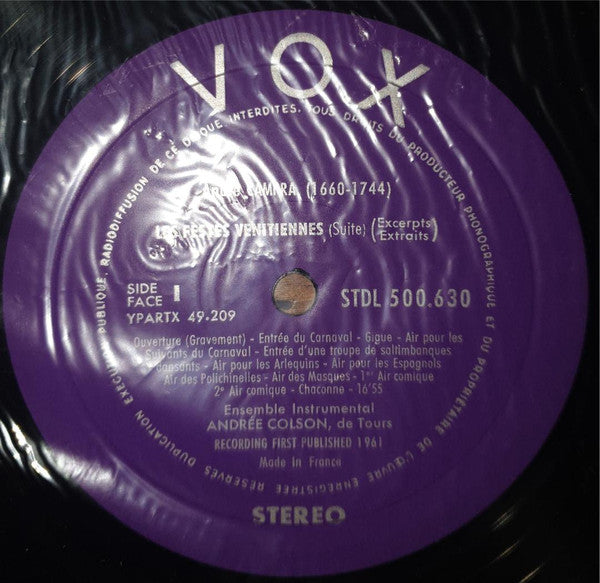 VOX
DUPLICATION EXECUTION PUBLIQUE, RADIODIFFUSION DE CE DISQUE INTERDITES. TOUS DROITS DU PRODUCTEUR PHONOGRAPHIQUE ET DU PROPRIÉTAIRE DE L'ŒUVRE ENREGISTRÉE RÉSERVÉS
CAMPRA (1660-1744)
LES FESTES VENITIENNES (Suite) (Excerpts Extraits)
SIDE
FACE I
YPARTX 49.209
STDL 500.630
Ouverture (Gravement) - Entrée du Carnaval - Gigue - Air pour les
Suivants du Carnaval - Entrée d'une troupe de saltimbanques
dansants - Air pour les Arlequins - Air pour les Espagnols
Air des Polichinelles - Air des Masques - 1er Air comique
2e Air comique - Chaconne - 16'55
Ensemble Instrumental
ANDRÉE COLSON, de Tours
RECORDING FIRST PUBLISHED 1961
Made in France
STEREO